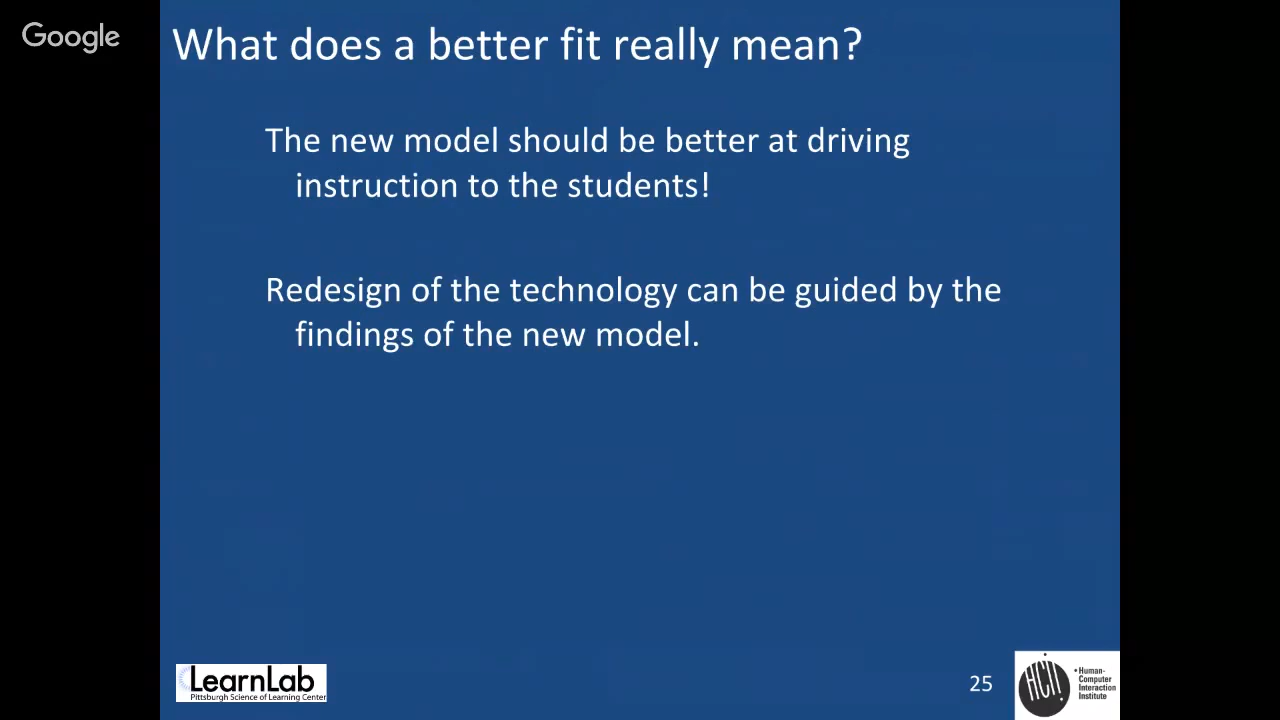 Google
What does a better fit really mean?
The new model should be better at driving
instruction to the students!
Redesign of the technology can be guided by the
findings of the new model.
LearnLab
Pittsburgh Science of Learning Center
25
HCII
• Human-
Computer
Interaction
Institute